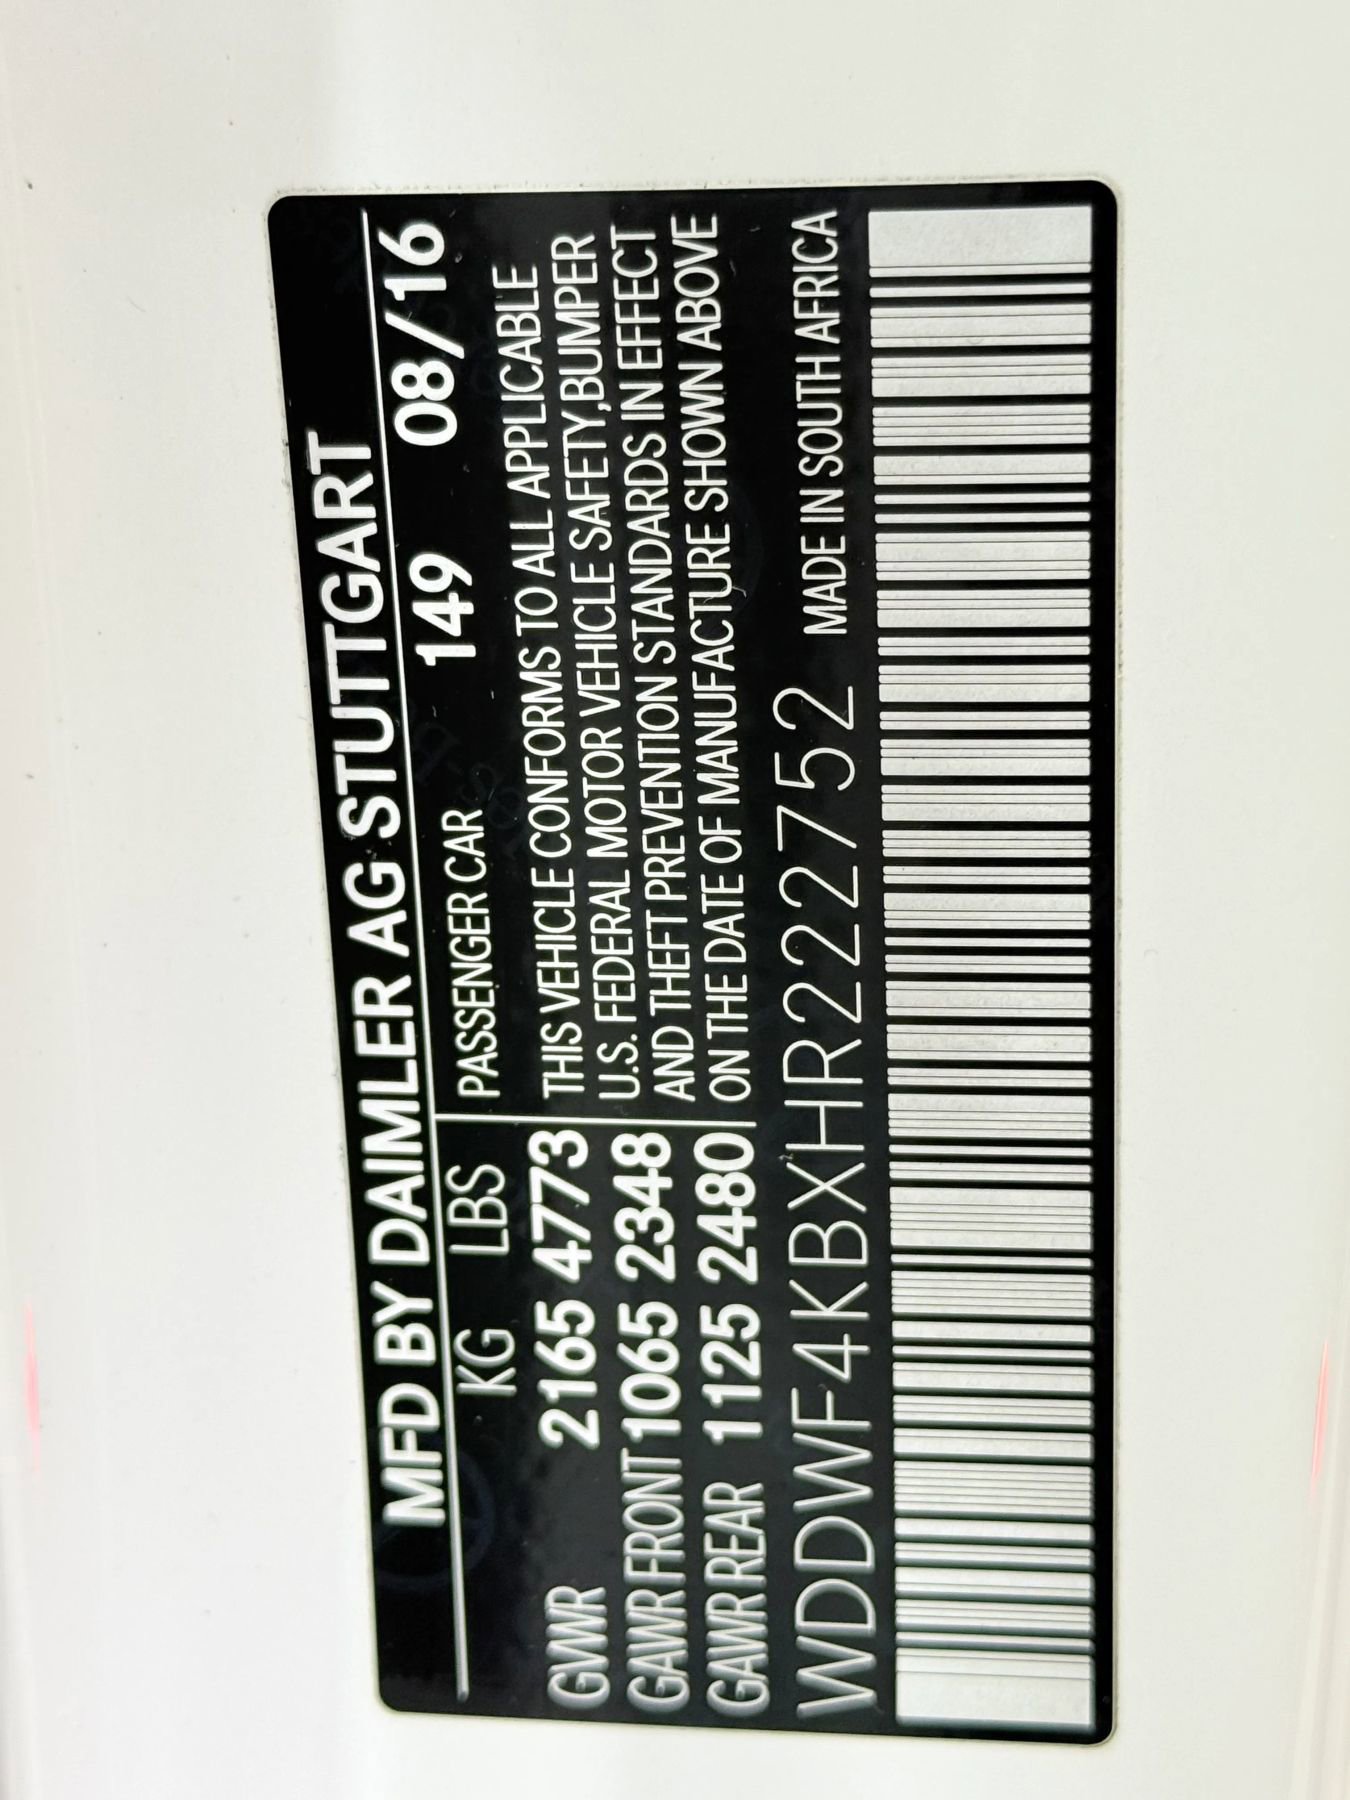 MFD BY DAIMLER AG STUTTGART
KG LBS PASSENGER CAR 149 08/16
GWR 2165 4773 THIS VEHICLE CONFORMS TO ALL APPLICABLE
GAWR FRONT 1065 2348 U.S. FEDERAL MOTOR VEHICLE SAFETY,BUMPER
AND THEFT PREVENTION STANDARDS IN EFFECT
GAWR REAR 1125 2480 ON THE DATE OF MANUFACTURE SHOWN ABOVE
WDDWF4KBXHR222752 MADE IN SOUTH AFRICA